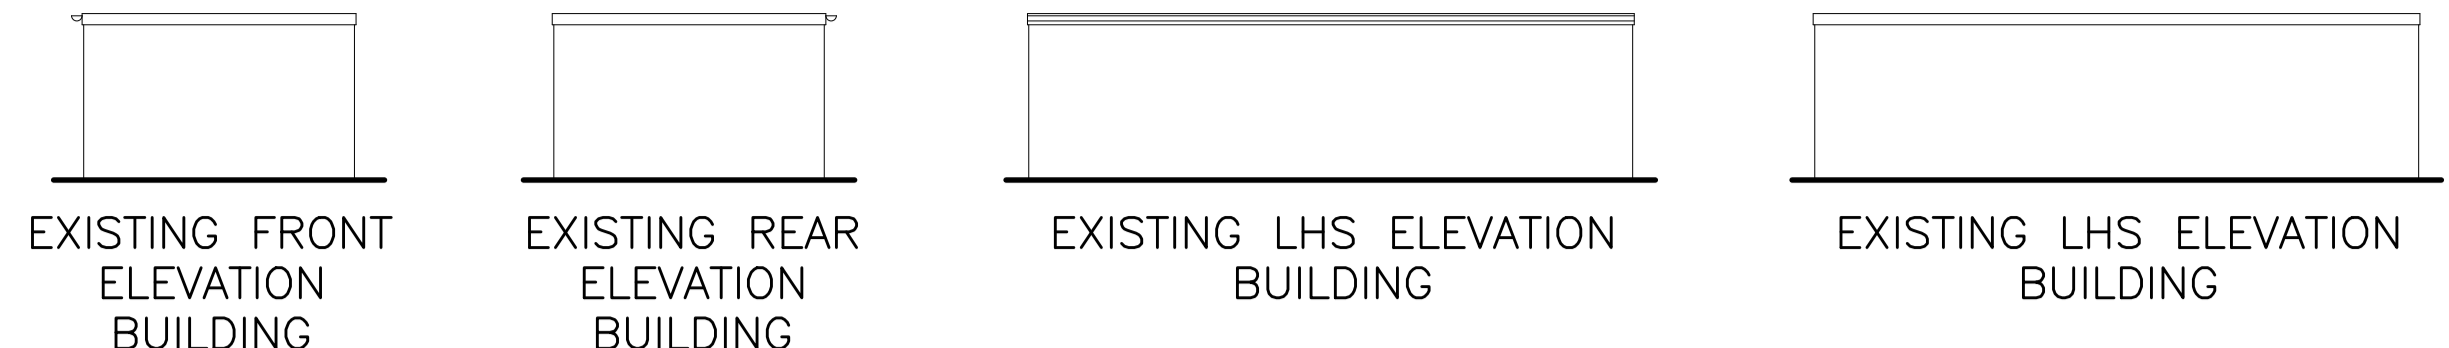 EXISTING FRONT
ELEVATION
BUILDING
EXISTING REAR
ELEVATION
BUILDING
EXISTING LHS ELEVATION
BUILDING
EXISTING LHS ELEVATION
BUILDING